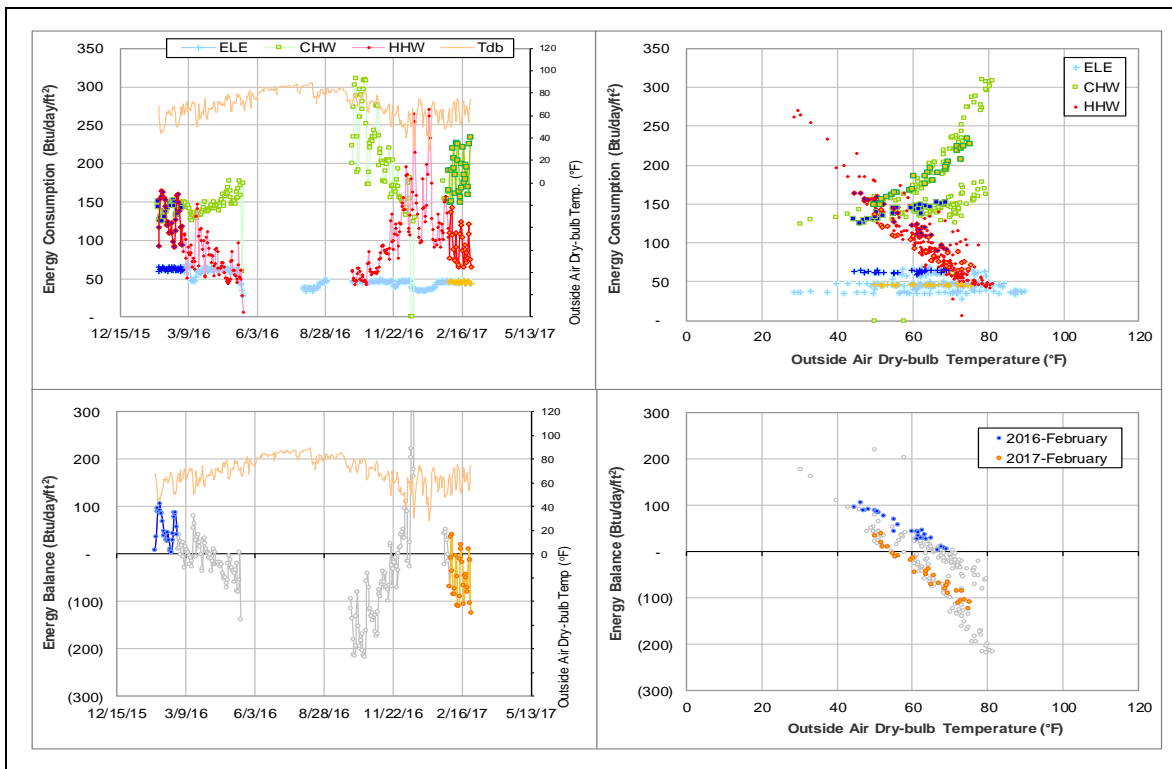 ELE CHW HHW Tdb
Energy Consumption (Btu/day/ft²)
350
300
250
200
150
100
50
-
120
100
80
60
40
20
0
Outside Air Dry-bulb Temp. (°F)
12/15/15 3/9/16 6/3/16 8/28/16 11/22/16 2/16/17 5/13/17
ELE
CHW
HHW
Energy Consumption (Btu/day/ft²)
350
300
250
200
150
100
50
-
0 20 40 60 80 100 120
Outside Air Dry-bulb Temperature (°F)
Energy Balance (Btu/day/ft²)
300
200
100
-
(100)
(200)
(300)
120
100
80
60
40
20
0
Outside Air Dry-bulb Temp (°F)
12/15/15 3/9/16 6/3/16 8/28/16 11/22/16 2/16/17 5/13/17
2016-February
2017-February
Energy Balance (Btu/day/ft²)
300
200
100
-
(100)
(200)
(300)
0 20 40 60 80 100 120
Outside Air Dry-bulb Temperature (°F)